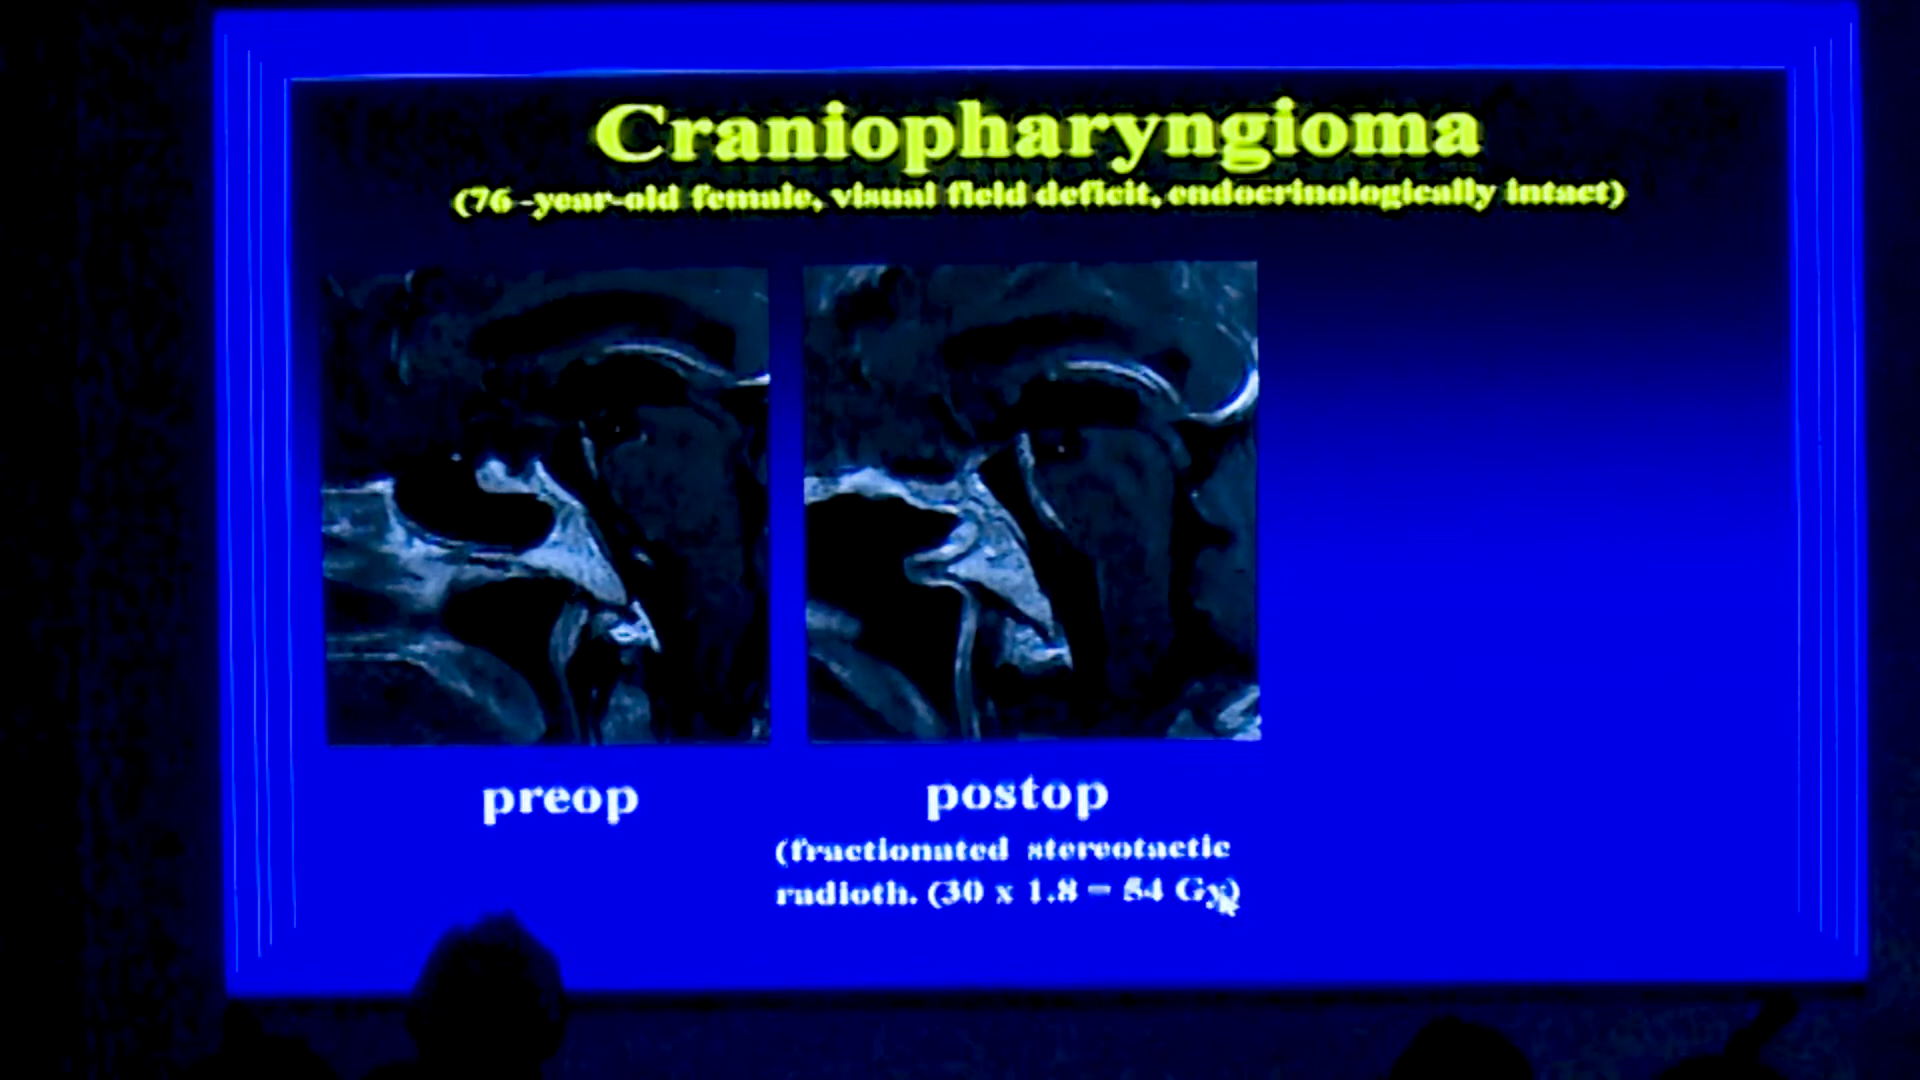 Craniopharyngioma
(76-year-old female, visual field deficit, endocrinologically intact)
preop
postop
(fractionated stereotactic
radioth. (30 x 1.8 = 54 Gy)